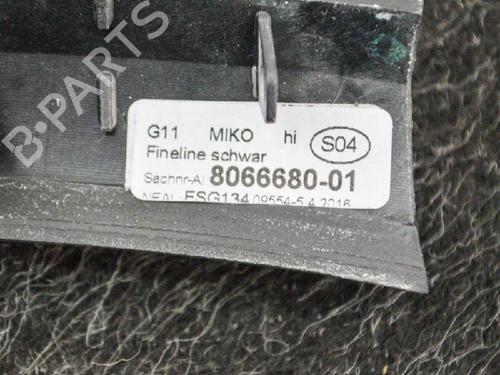 B-PARTS
G11 MIKO hi S04
Fineline schwar
Sachnr-AI 8066680-01
ESG134 09554-5.4.2016